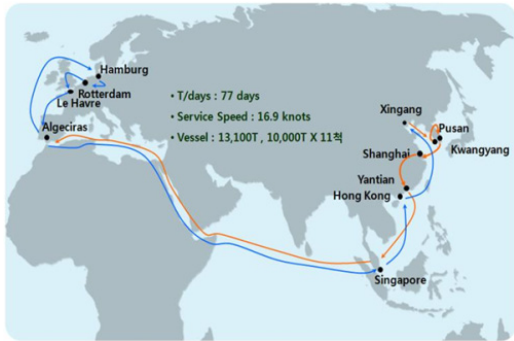 Hamburg
Rotterdam
Le Havre
Algeciras
• T/days : 77 days
• Service Speed : 16.9 knots
• Vessel : 13,100T , 10,000T X 11척
Xingang
Pusan
Kwangyang
Shanghai
Yantian
Hong Kong
Singapore